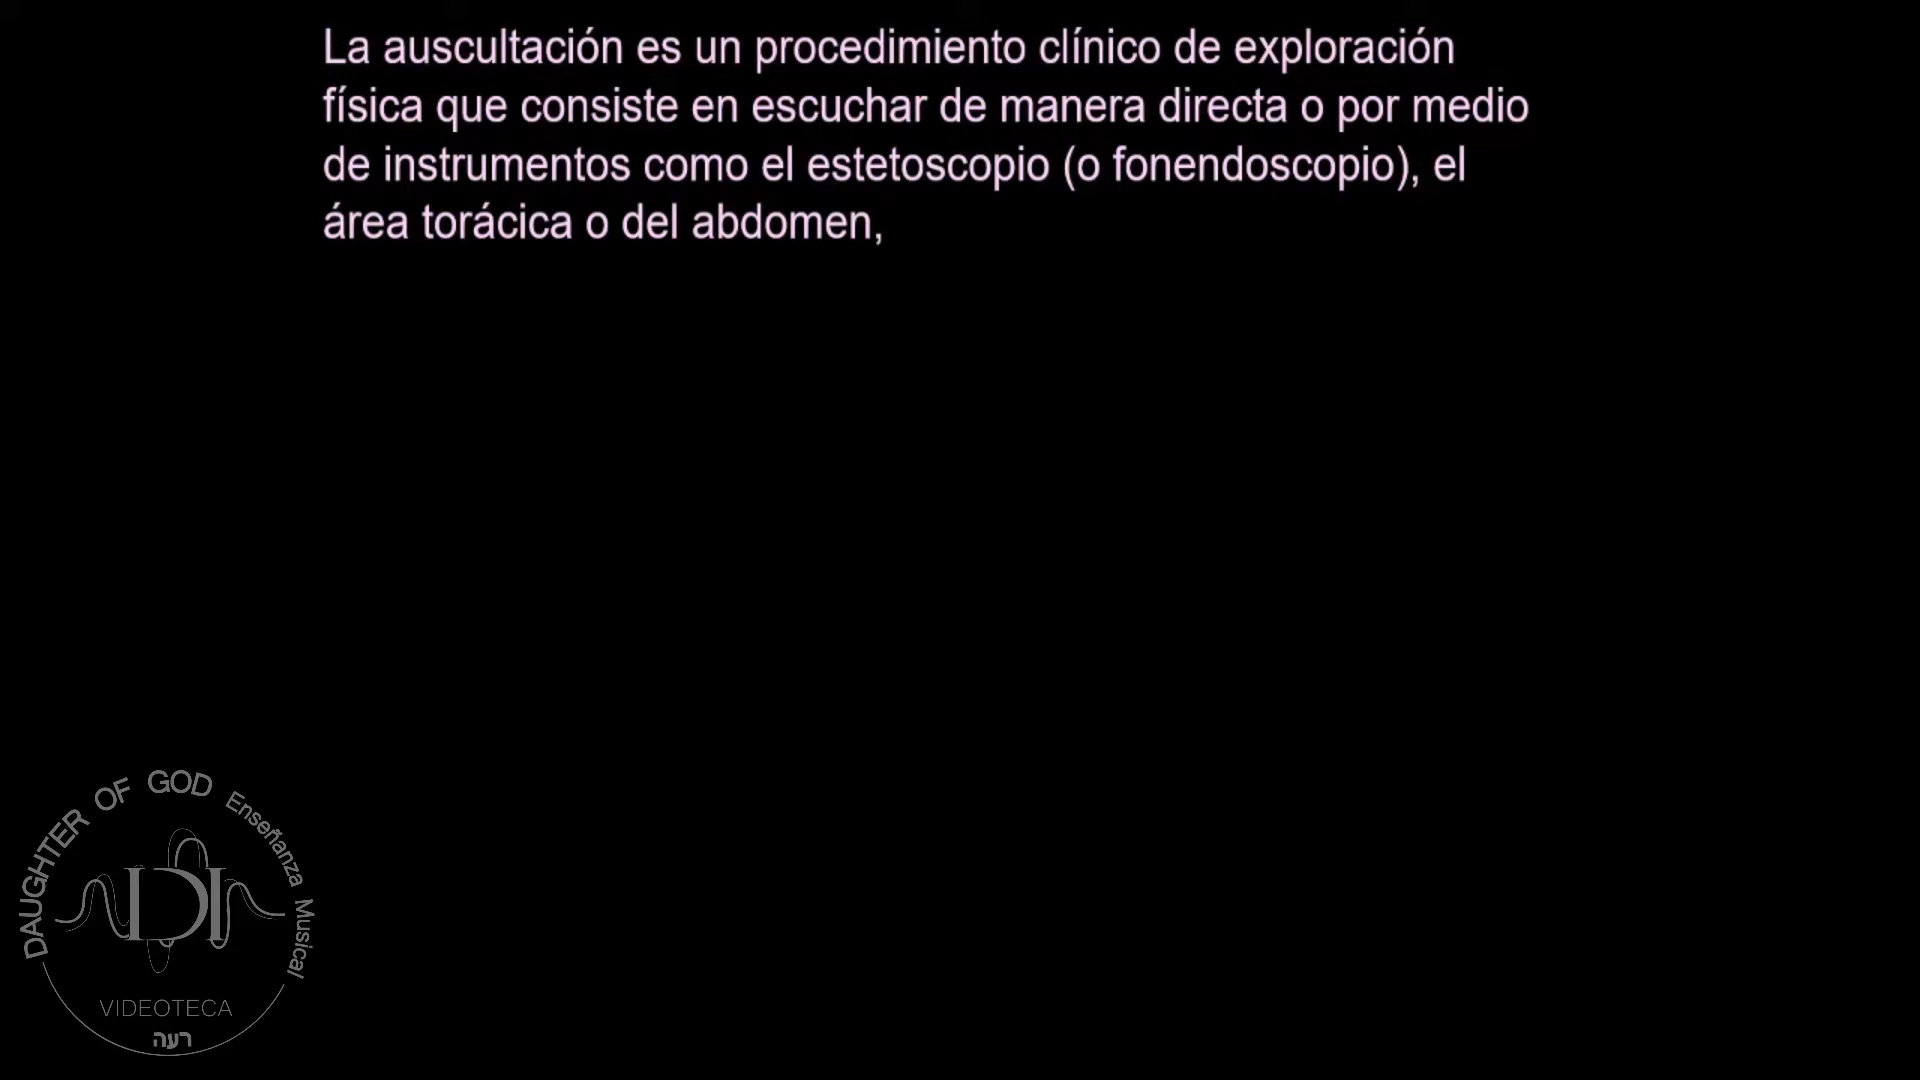 La auscultación es un procedimiento clínico de exploración
física que consiste en escuchar de manera directa o por medio
de instrumentos como el estetoscopio (o fonendoscopio), el
área torácica o del abdomen,
DAUGHTER OF GOD Enseñanza Musical
DI
VIDEOTECA
רעה